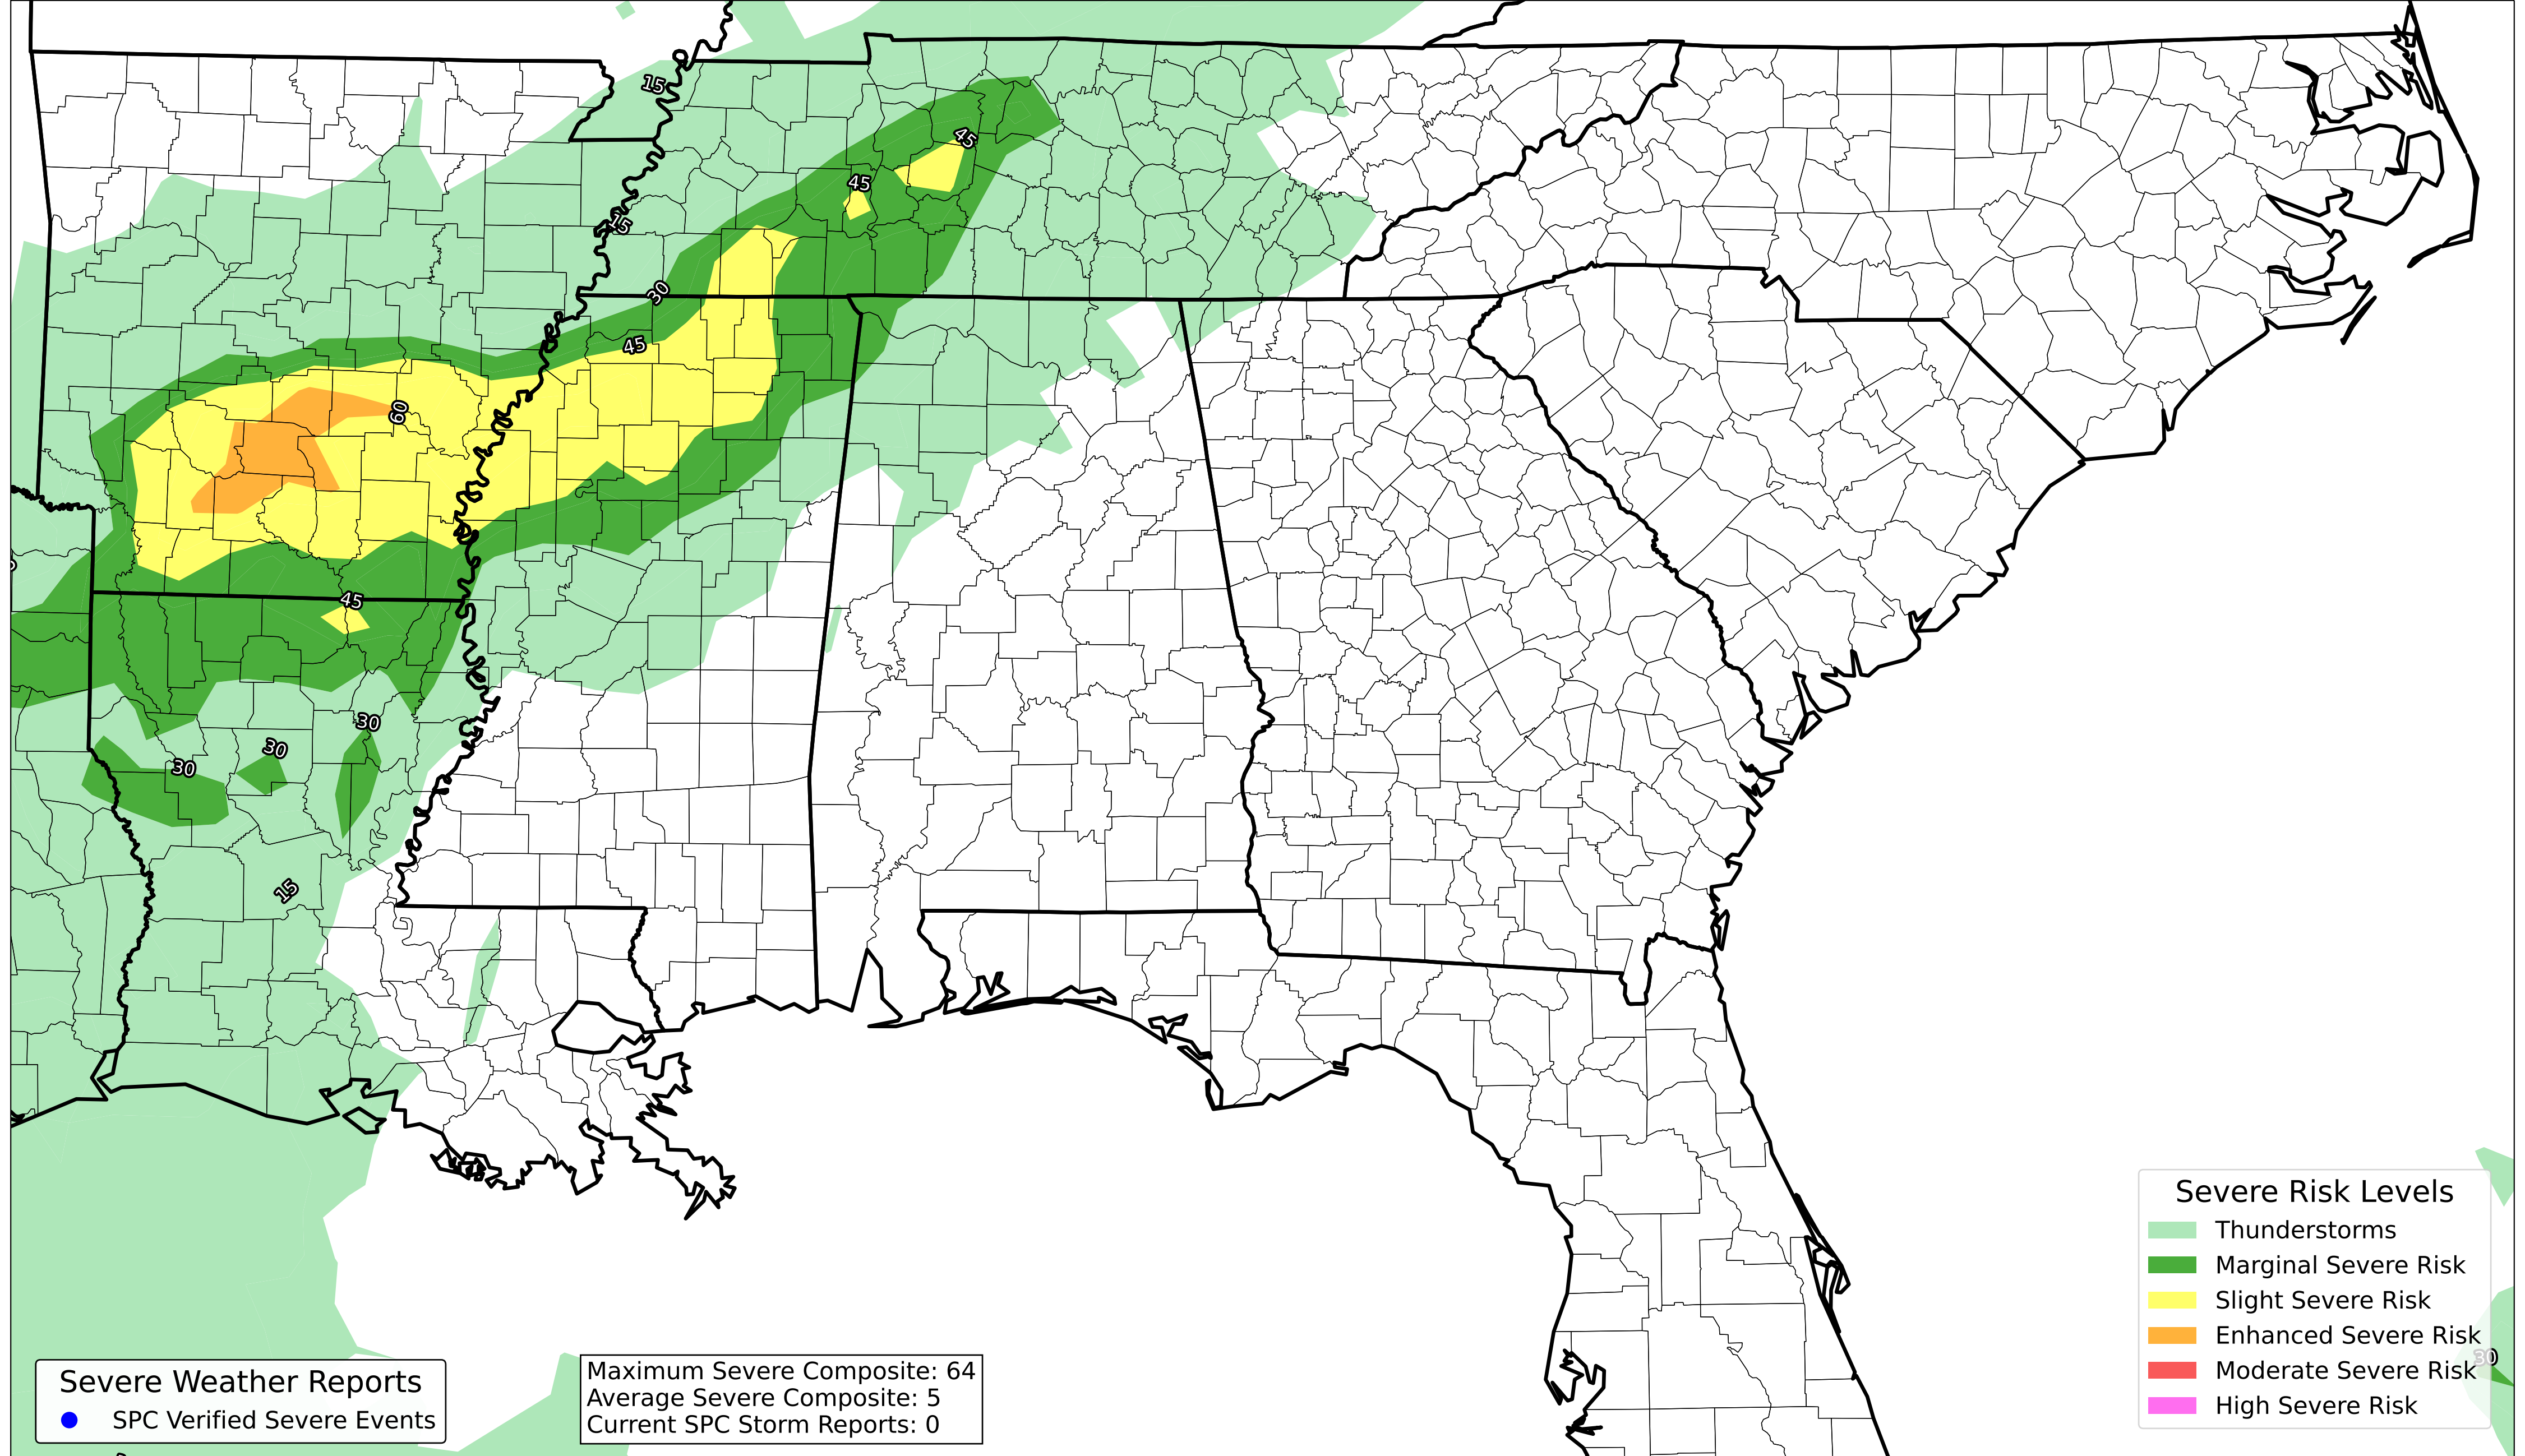 15
45
45
15
30
45
60
45
30
30
30
15
Severe Risk Levels
Thunderstorms
Marginal Severe Risk
Slight Severe Risk
Enhanced Severe Risk
Moderate Severe Risk
30
High Severe Risk
Severe Weather Reports
SPC Verified Severe Events
Maximum Severe Composite: 64
Average Severe Composite: 5
Current SPC Storm Reports: 0